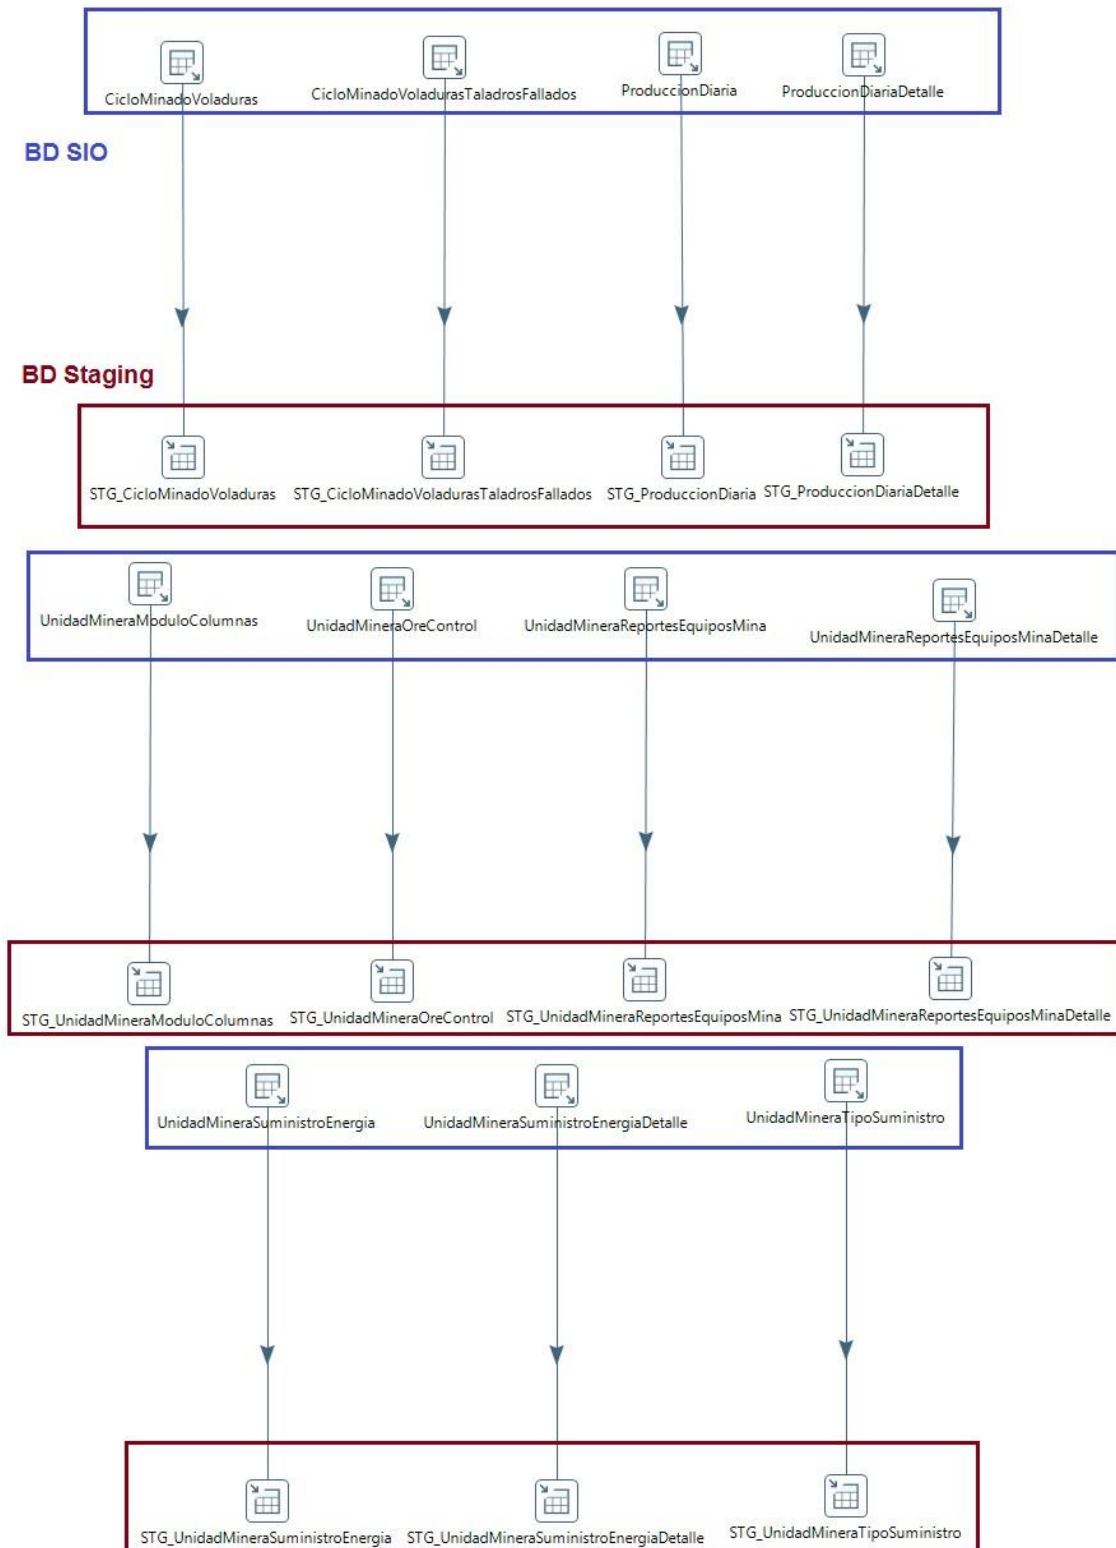 CicloMinadoVoladuras
CicloMinadoVoladurasTaladrosFallados
ProduccionDiaria
ProduccionDiariaDetalle
BD SIO
BD Staging
STG_CicloMinadoVoladuras
STG_CicloMinadoVoladurasTaladrosFallados
STG_ProduccionDiaria
STG_ProduccionDiariaDetalle
UnidadMineraModuloColumnas
UnidadMineraOreControl
UnidadMineraReportesEquiposMina
UnidadMineraReportesEquiposMinaDetalle
STG_UnidadMineraModuloColumnas
STG_UnidadMineraOreControl
STG_UnidadMineraReportesEquiposMina
STG_UnidadMineraReportesEquiposMinaDetalle
UnidadMineraSuministroEnergia
UnidadMineraSuministroEnergiaDetalle
UnidadMineraTipoSuministro
STG_UnidadMineraSuministroEnergia
STG_UnidadMineraSuministroEnergiaDetalle
STG_UnidadMineraTipoSuministro